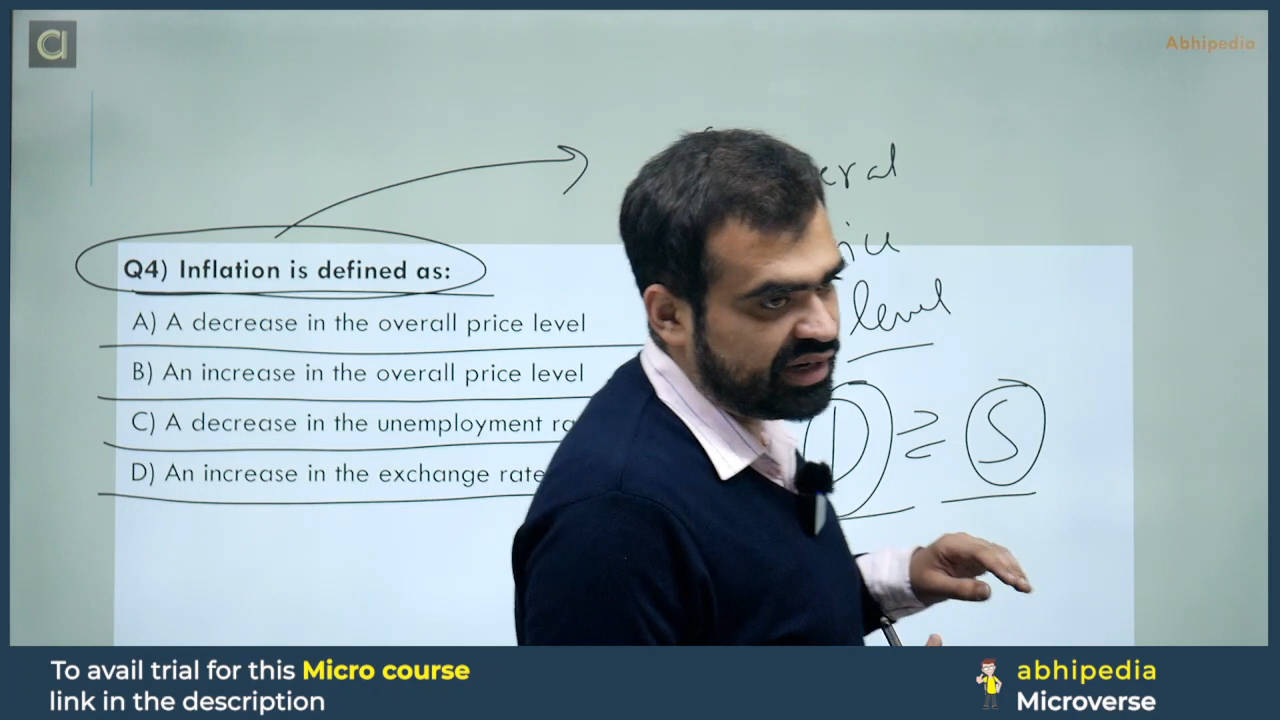 Abhipedia
eral
ice
level
Q4) Inflation is defined as:
A) A decrease in the overall price level
B) An increase in the overall price level
C) A decrease in the unemployment ra
D) An increase in the exchange rate
D ≥ S
To avail trial for this Micro course
link in the description
abhipedia
Microverse